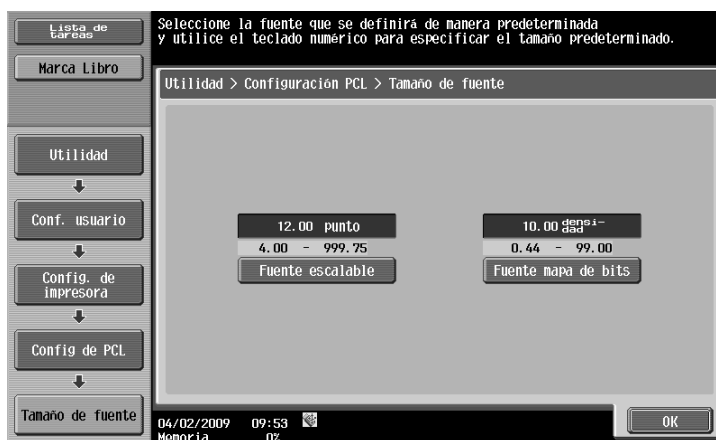 Lista de
tareas
Marca Libro
Seleccione la fuente que se definirá de manera predeterminada
y utilice el teclado numérico para especificar el tamaño predeterminado.
Utilidad > Configuración PCL > Tamaño de fuente
Utilidad
Conf. usuario
Config. de
impresora
Config de PCL
Tamaño de fuente
12.00 punto
4.00 - 999.75
Fuente escalable
10.00 densi-
dad
0.44 - 99.00
Fuente mapa de bits
04/02/2009 09:53
Memoria 0%
OK